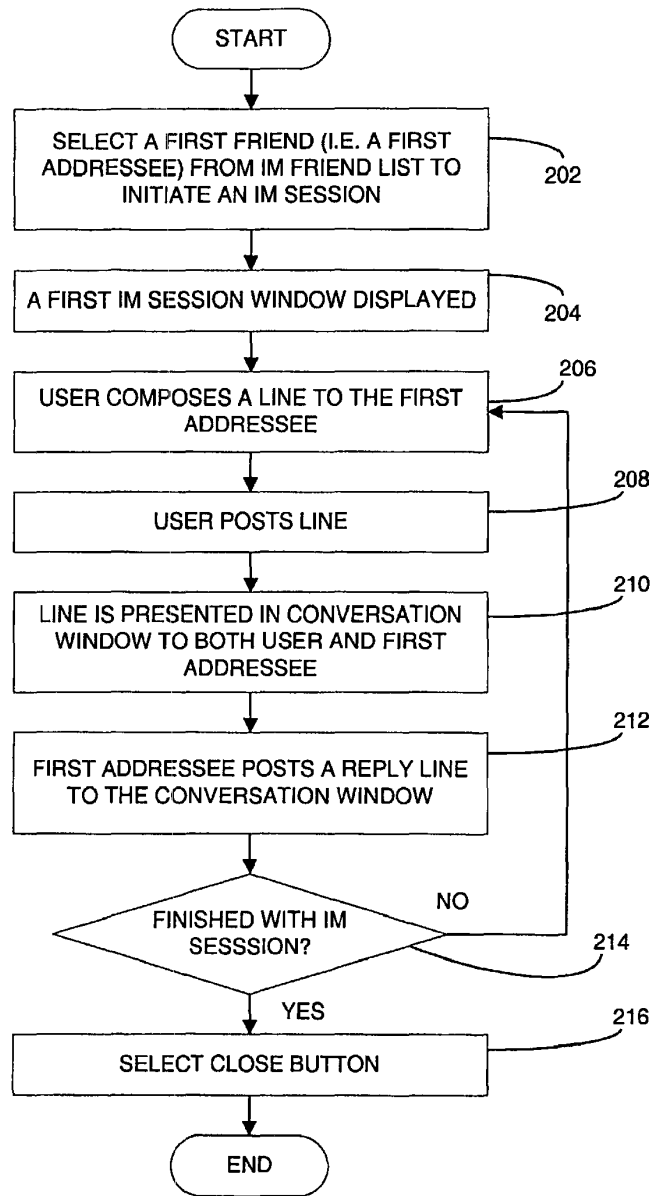 START
SELECT A FIRST FRIEND (I.E. A FIRST
ADDRESSEE) FROM IM FRIEND LIST TO
INITIATE AN IM SESSION
202
A FIRST IM SESSION WINDOW DISPLAYED
204
206
USER COMPOSES A LINE TO THE FIRST
ADDRESSEE
208
USER POSTS LINE
210
LINE IS PRESENTED IN CONVERSATION
WINDOW TO BOTH USER AND FIRST
ADDRESSEE
212
FIRST ADDRESSEE POSTS A REPLY LINE
TO THE CONVERSATION WINDOW
NO
FINISHED WITH IM
SESSSION?
214
YES
216
SELECT CLOSE BUTTON
END